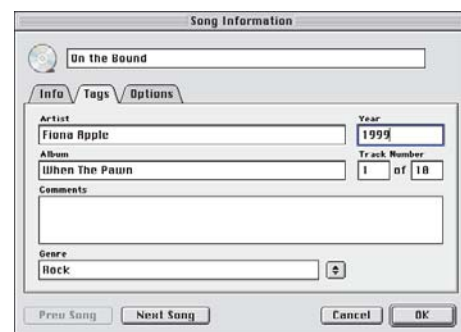 Song Information
On the Bound
Info Tags Options
Artist Year
Fiona Apple 1999
Album Track Number
When The Pawn 1 of 10
Comments
Genre
Rock
Prev Song Next Song Cancel OK